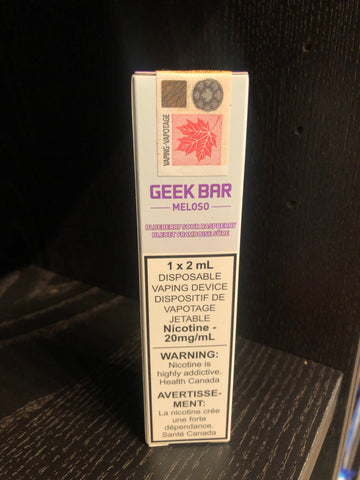 VAPING•VAPOTAGE
GEEK BAR
MELOSO
BLUEBERRY SOUR RASPBERRY
BLEUET FRAMBOISE SÛRE
1 x 2 mL
DISPOSABLE
VAPING DEVICE
DISPOSITIF DE
VAPOTAGE
JETABLE
Nicotine -
20mg/mL
WARNING:
Nicotine is
highly addictive.
Health Canada
AVERTISSE-
MENT:
La nicotine crée
une forte
dépendance.
Santé Canada